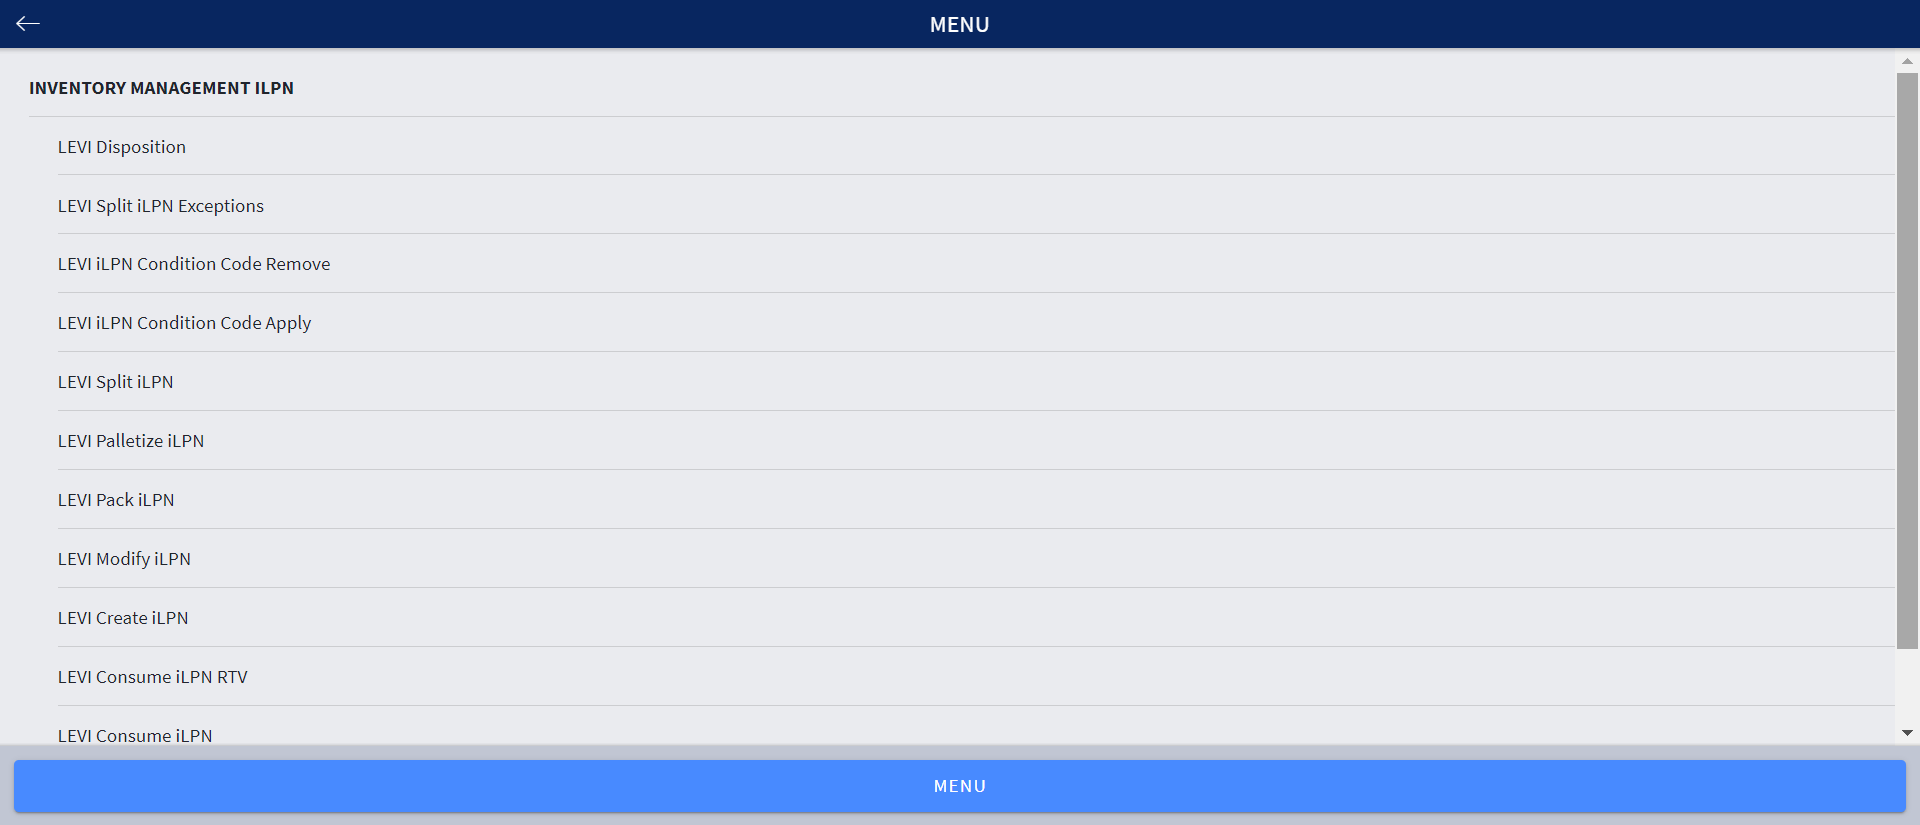 MENU
INVENTORY MANAGEMENT ILPN
LEVI Disposition
LEVI Split iLPN Exceptions
LEVI iLPN Condition Code Remove
LEVI iLPN Condition Code Apply
LEVI Split iLPN
LEVI Palletize iLPN
LEVI Pack iLPN
LEVI Modify iLPN
LEVI Create iLPN
LEVI Consume iLPN RTV
LEVI Consume iLPN
MENU